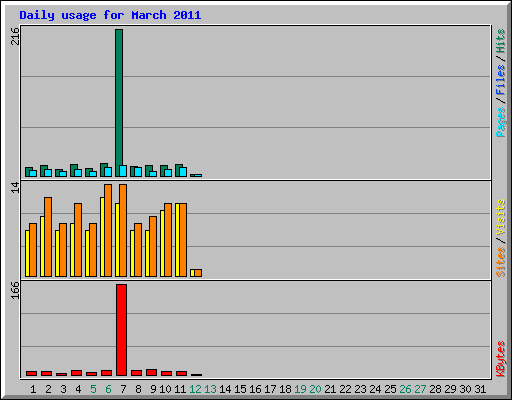 Daily usage for March 2011
216
Pages / Files / Hits
14
Sites / Visits
166
KBytes
1 2 3 4 5 6 7 8 9 10 11 12 13 14 15 16 17 18 19 20 21 22 23 24 25 26 27 28 29 30 31